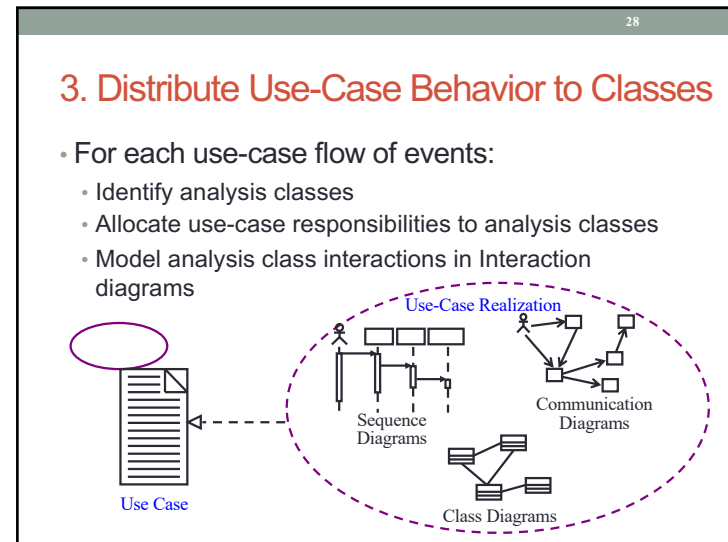 28
3. Distribute Use-Case Behavior to Classes
• For each use-case flow of events:
• Identify analysis classes
• Allocate use-case responsibilities to analysis classes
• Model analysis class interactions in Interaction
diagrams
Use-Case Realization
Sequence
Diagrams
Communication
Diagrams
Use Case
Class Diagrams